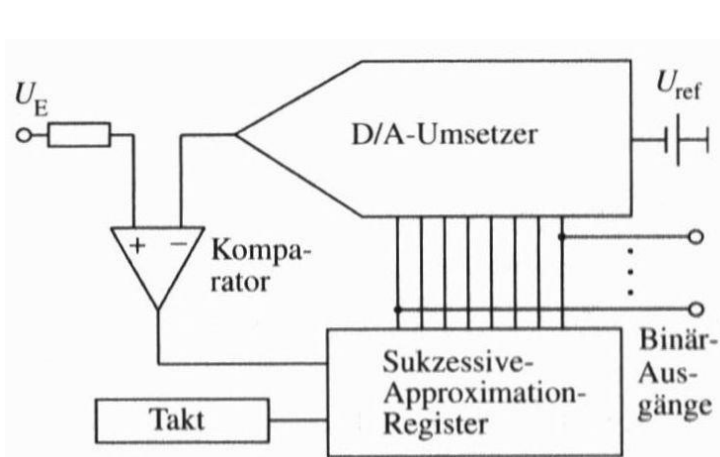 U_E
D/A-Umsetzer
U_ref
+ −
Kompa-
rator
Sukzessive-
Approximation-
Register
Takt
Binär-
Aus-
gänge